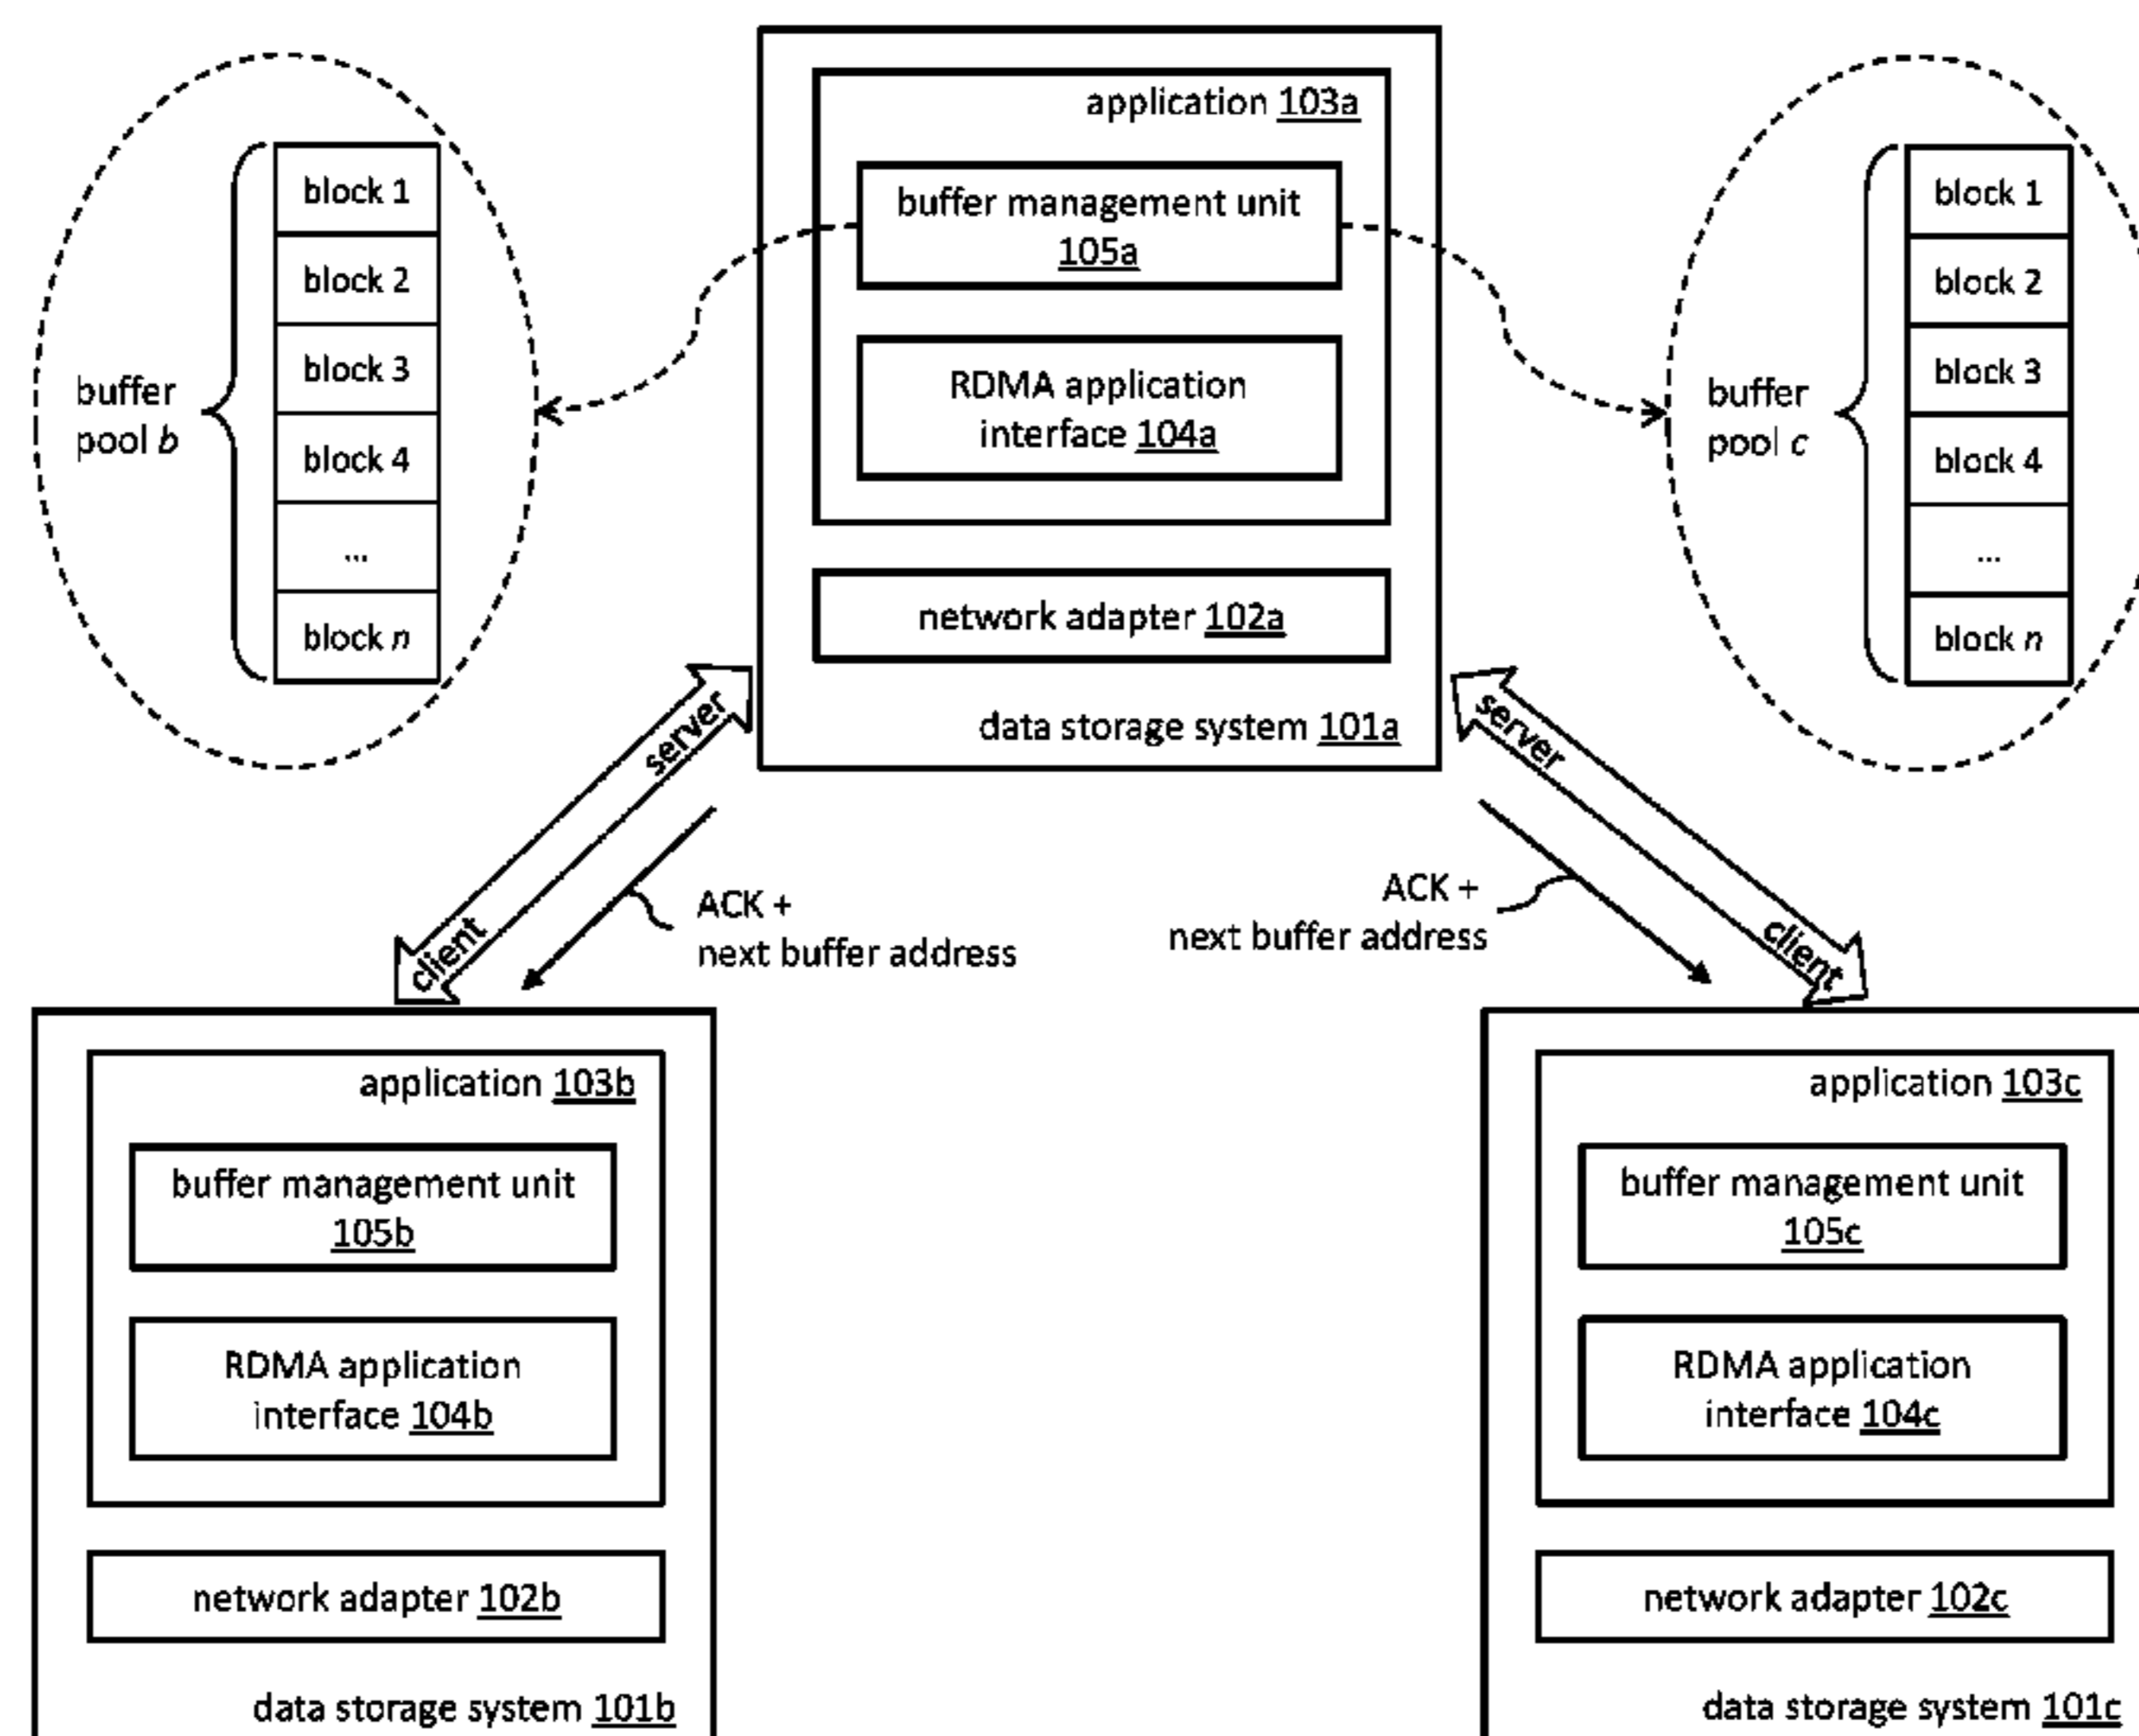 application 103a
buffer management unit
105a
RDMA application
interface 104a
network adapter 102a
data storage system 101a
buffer
pool b
block 1
block 2
block 3
block 4
...
block n
buffer
pool c
block 1
block 2
block 3
block 4
...
block n
server
client
ACK +
next buffer address
server
client
ACK +
next buffer address
application 103b
buffer management unit
105b
RDMA application
interface 104b
network adapter 102b
data storage system 101b
application 103c
buffer management unit
105c
RDMA application
interface 104c
network adapter 102c
data storage system 101c